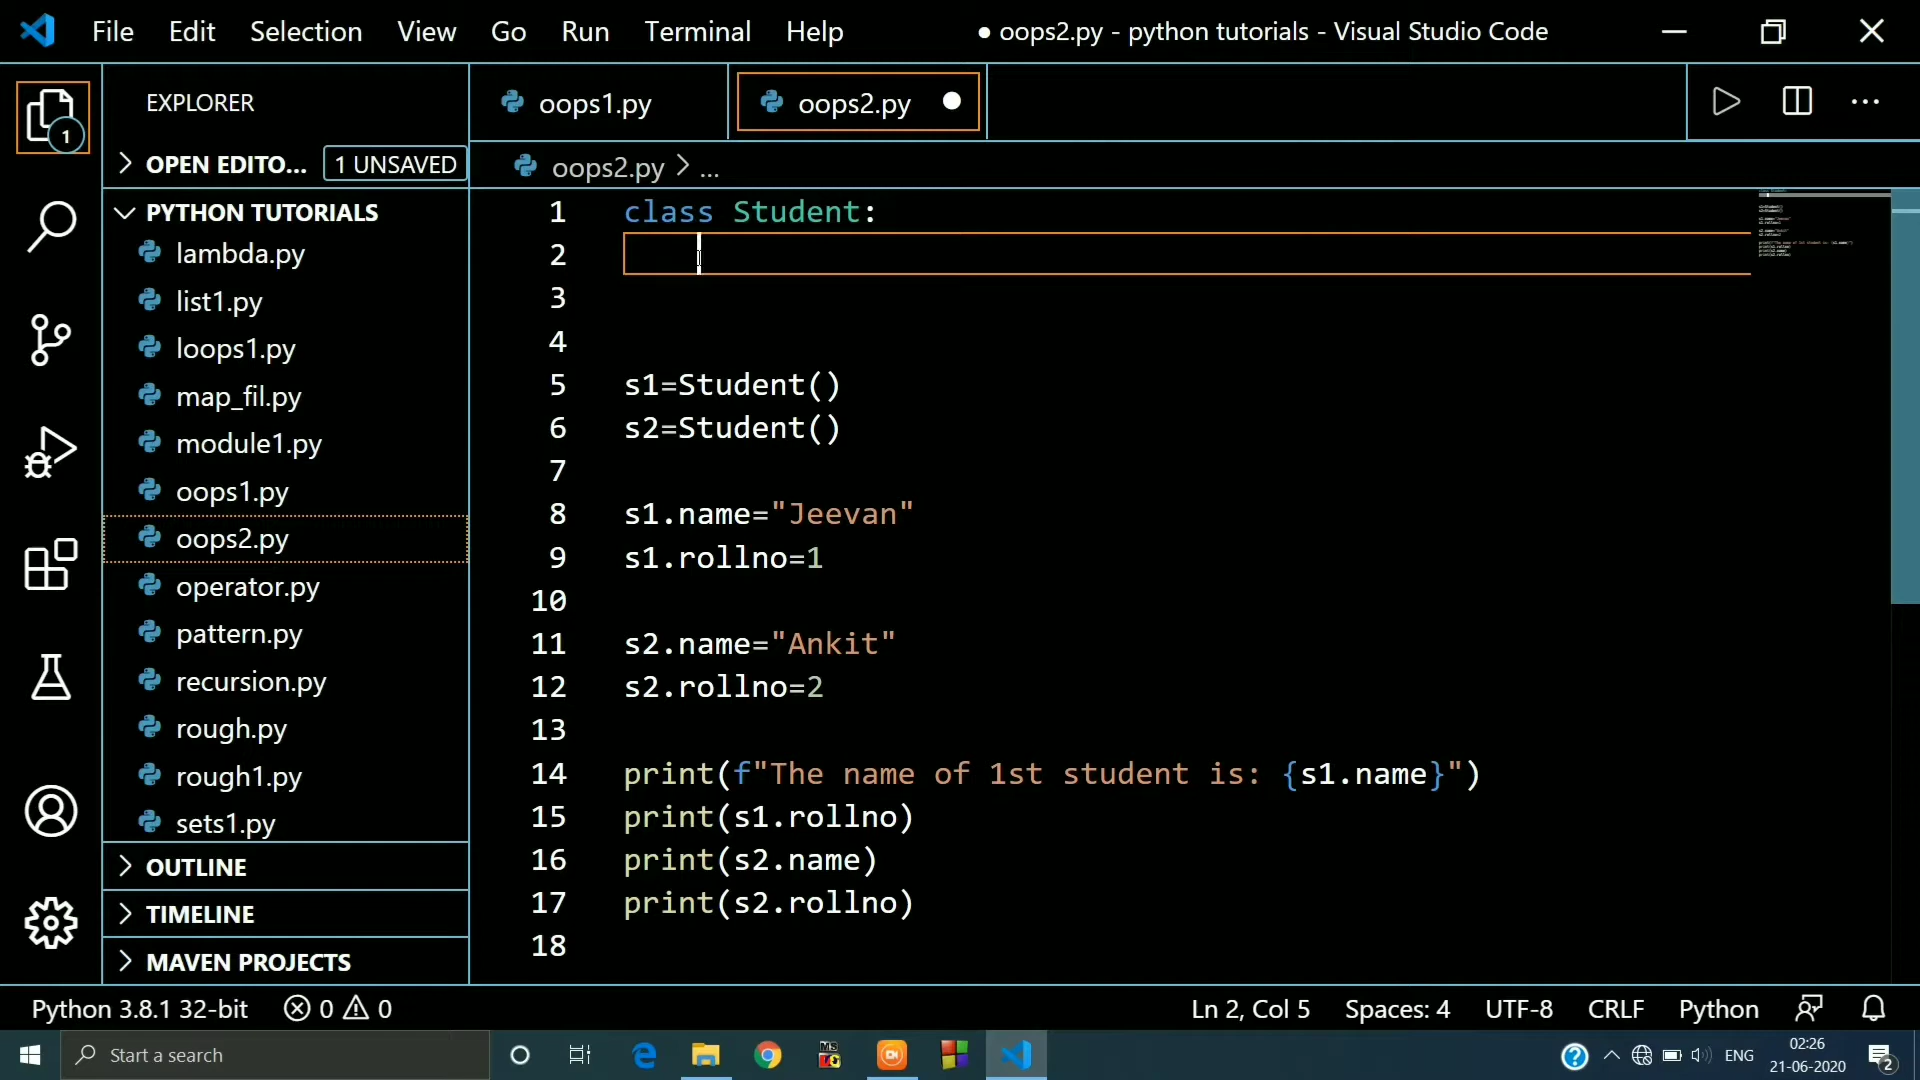 File Edit Selection View Go Run Terminal Help
● oops2.py - python tutorials - Visual Studio Code
1
EXPLORER
OPEN EDITO... 1 UNSAVED
PYTHON TUTORIALS
lambda.py
list1.py
loops1.py
map_fil.py
module1.py
oops1.py
oops2.py
operator.py
pattern.py
recursion.py
rough.py
rough1.py
sets1.py
OUTLINE
TIMELINE
MAVEN PROJECTS
oops1.py oops2.py
oops2.py > ...
1 class Student:
2
3
4
5 s1=Student()
6 s2=Student()
7
8 s1.name="Jeevan"
9 s1.rollno=1
10
11 s2.name="Ankit"
12 s2.rollno=2
13
14 print(f"The name of 1st student is: {s1.name}")
15 print(s1.rollno)
16 print(s2.name)
17 print(s2.rollno)
18
Python 3.8.1 32-bit 0 0 Ln 2, Col 5 Spaces: 4 UTF-8 CRLF Python
Start a search
ENG
02:26
21-06-2020
2